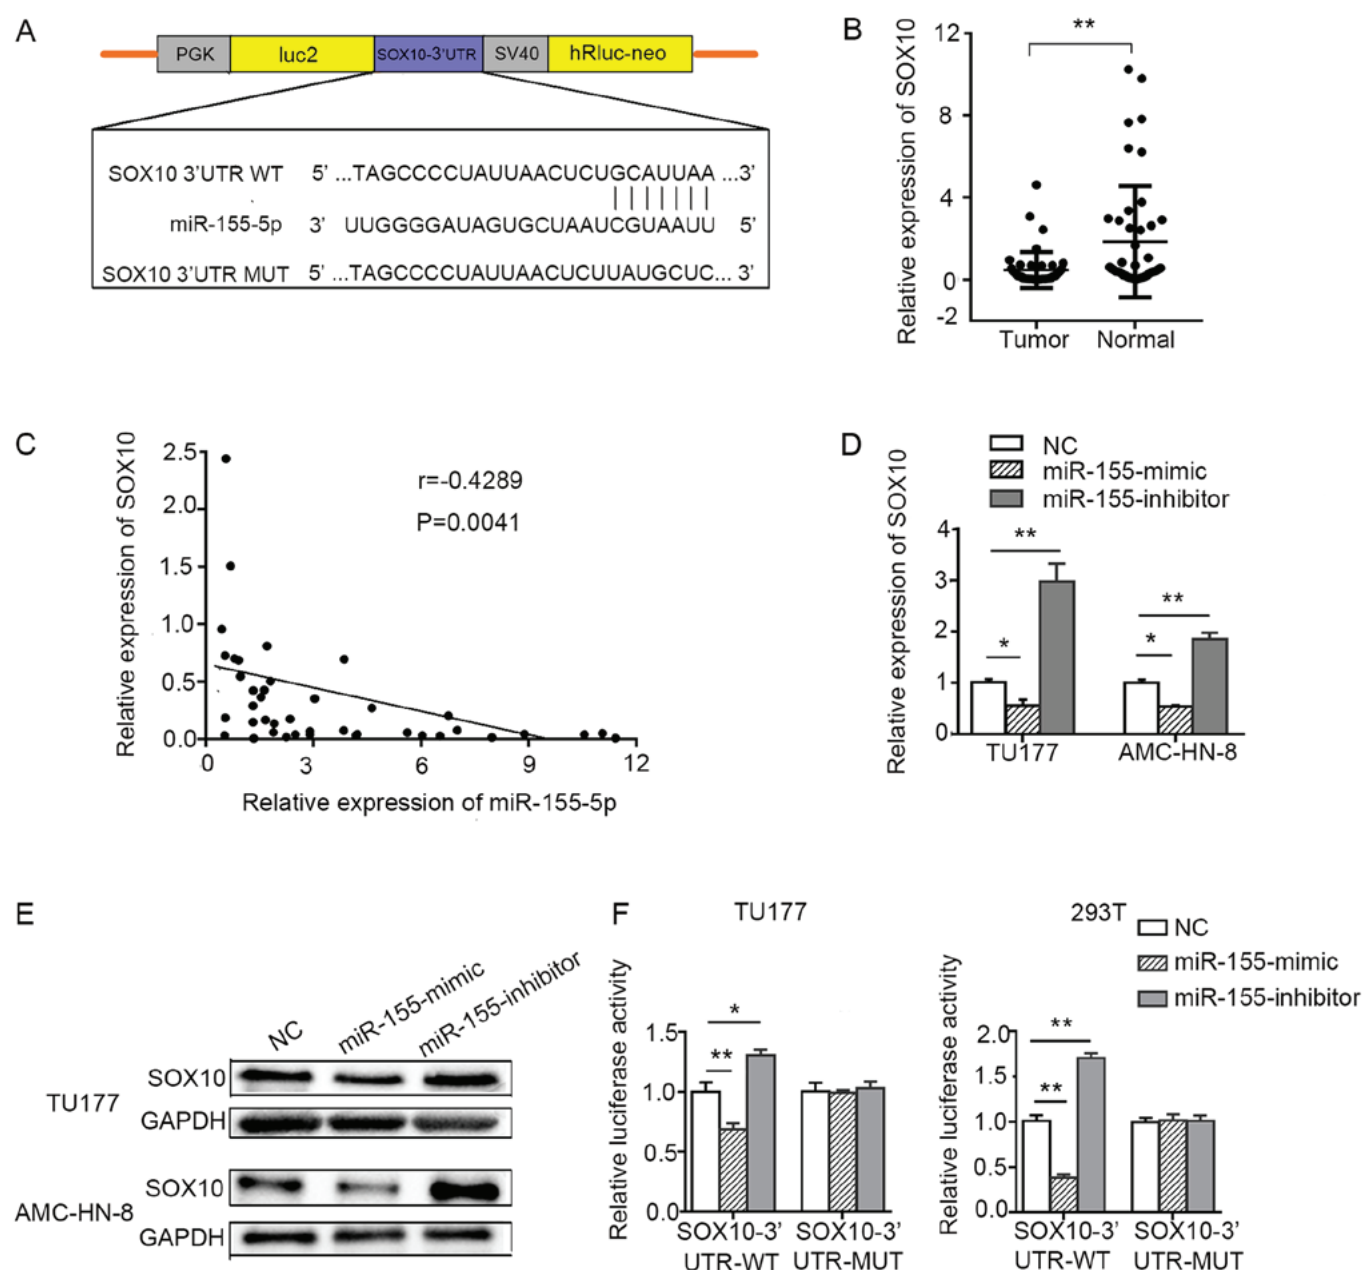 A
PGK luc2 SOX10-3'UTR SV40 hRluc-neo
SOX10 3'UTR WT 5' ...TAGCCCCUAUUAACUCUGCAUUAA ...3'
miR-155-5p 3' UUGGGGAUAGUGCUAAUCGUAAUU 5'
SOX10 3'UTR MUT 5' ...TAGCCCCUAUUAACUCUUAUGCUC... 3'
B
Relative expression of SOX10
12
8
4
0
-2
**
Tumor Normal
C
Relative expression of SOX10
2.5
2.0
1.5
1.0
0.5
0.0
r=-0.4289
P=0.0041
0 3 6 9 12
Relative expression of miR-155-5p
D
NC
miR-155-mimic
miR-155-inhibitor
Relative expression of SOX10
4
3
2
1
0
* **
* **
TU177 AMC-HN-8
E
NC miR-155-mimic miR-155-inhibitor
TU177
SOX10
GAPDH
AMC-HN-8
SOX10
GAPDH
F
TU177
Relative luciferase activity
1.5
1.0
0.5
0.0
*
**
SOX10-3' SOX10-3'
UTR-WT UTR-MUT
293T
NC
miR-155-mimic
miR-155-inhibitor
Relative luciferase activity
2.0
1.5
1.0
0.5
0.0
**
**
SOX10-3' SOX10-3'
UTR-WT UTR-MUT